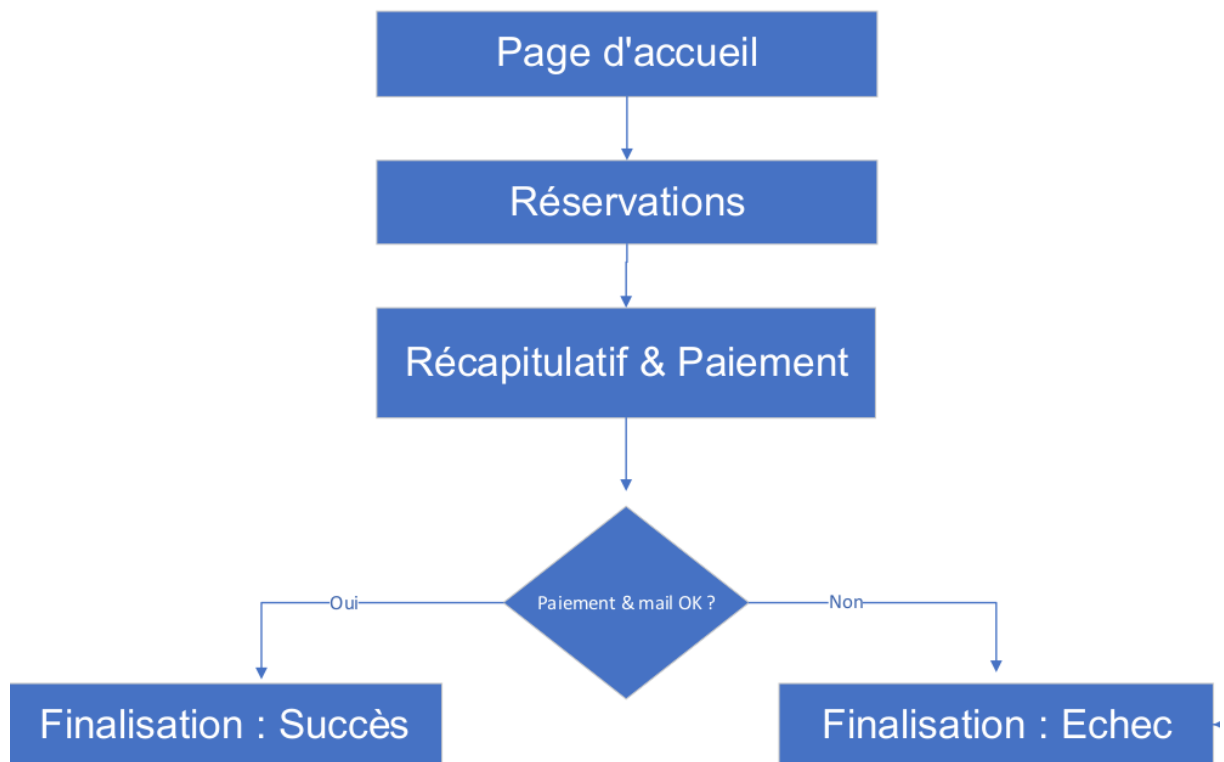 Page d'accueil
Réservations
Récapitulatif & Paiement
Paiement & mail OK ?
Oui
Non
Finalisation : Succès
Finalisation : Echec